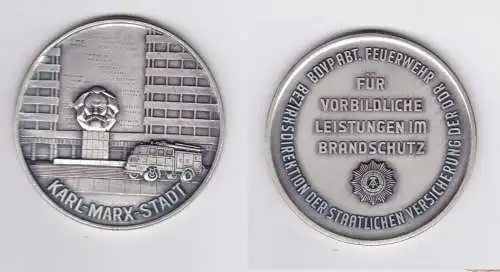 KARL-MARX-STADT
BDVP ABT. FEUERWEHR
BEZIRKSDIREKTION DER STAATLICHEN VERSICHERUNG DER DDR
FÜR
VORBILDLICHE
LEISTUNGEN IM
BRANDSCHUTZ